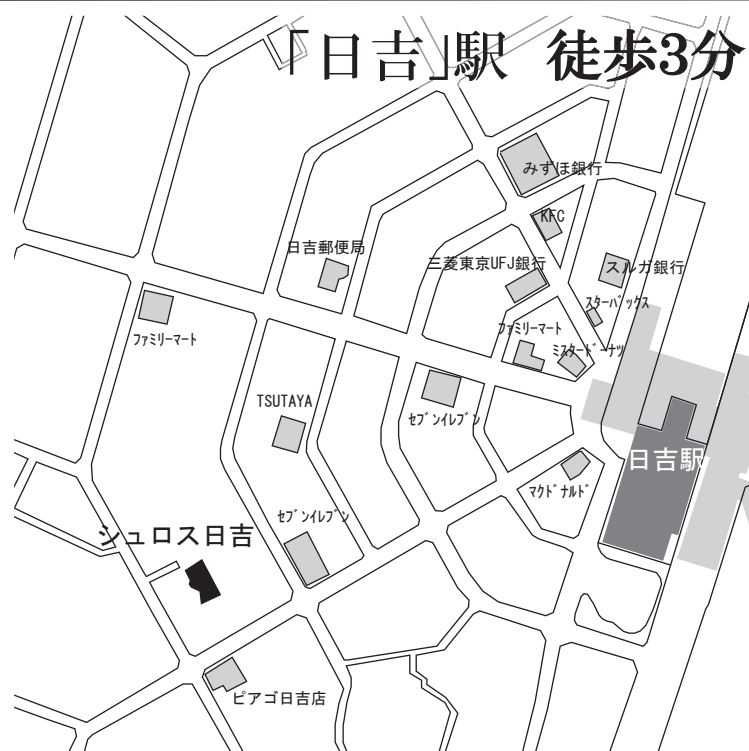 「日吉」駅 徒歩3分
みずほ銀行
KFC
日吉郵便局
三菱東京UFJ銀行
スルガ銀行
スターバックス
ファミリーマート
ファミリーマート
ミスタードーナツ
TSUTAYA
セブンイレブン
日吉駅
マクドナルド
セブンイレブン
シュロス日吉
ピアゴ日吉店